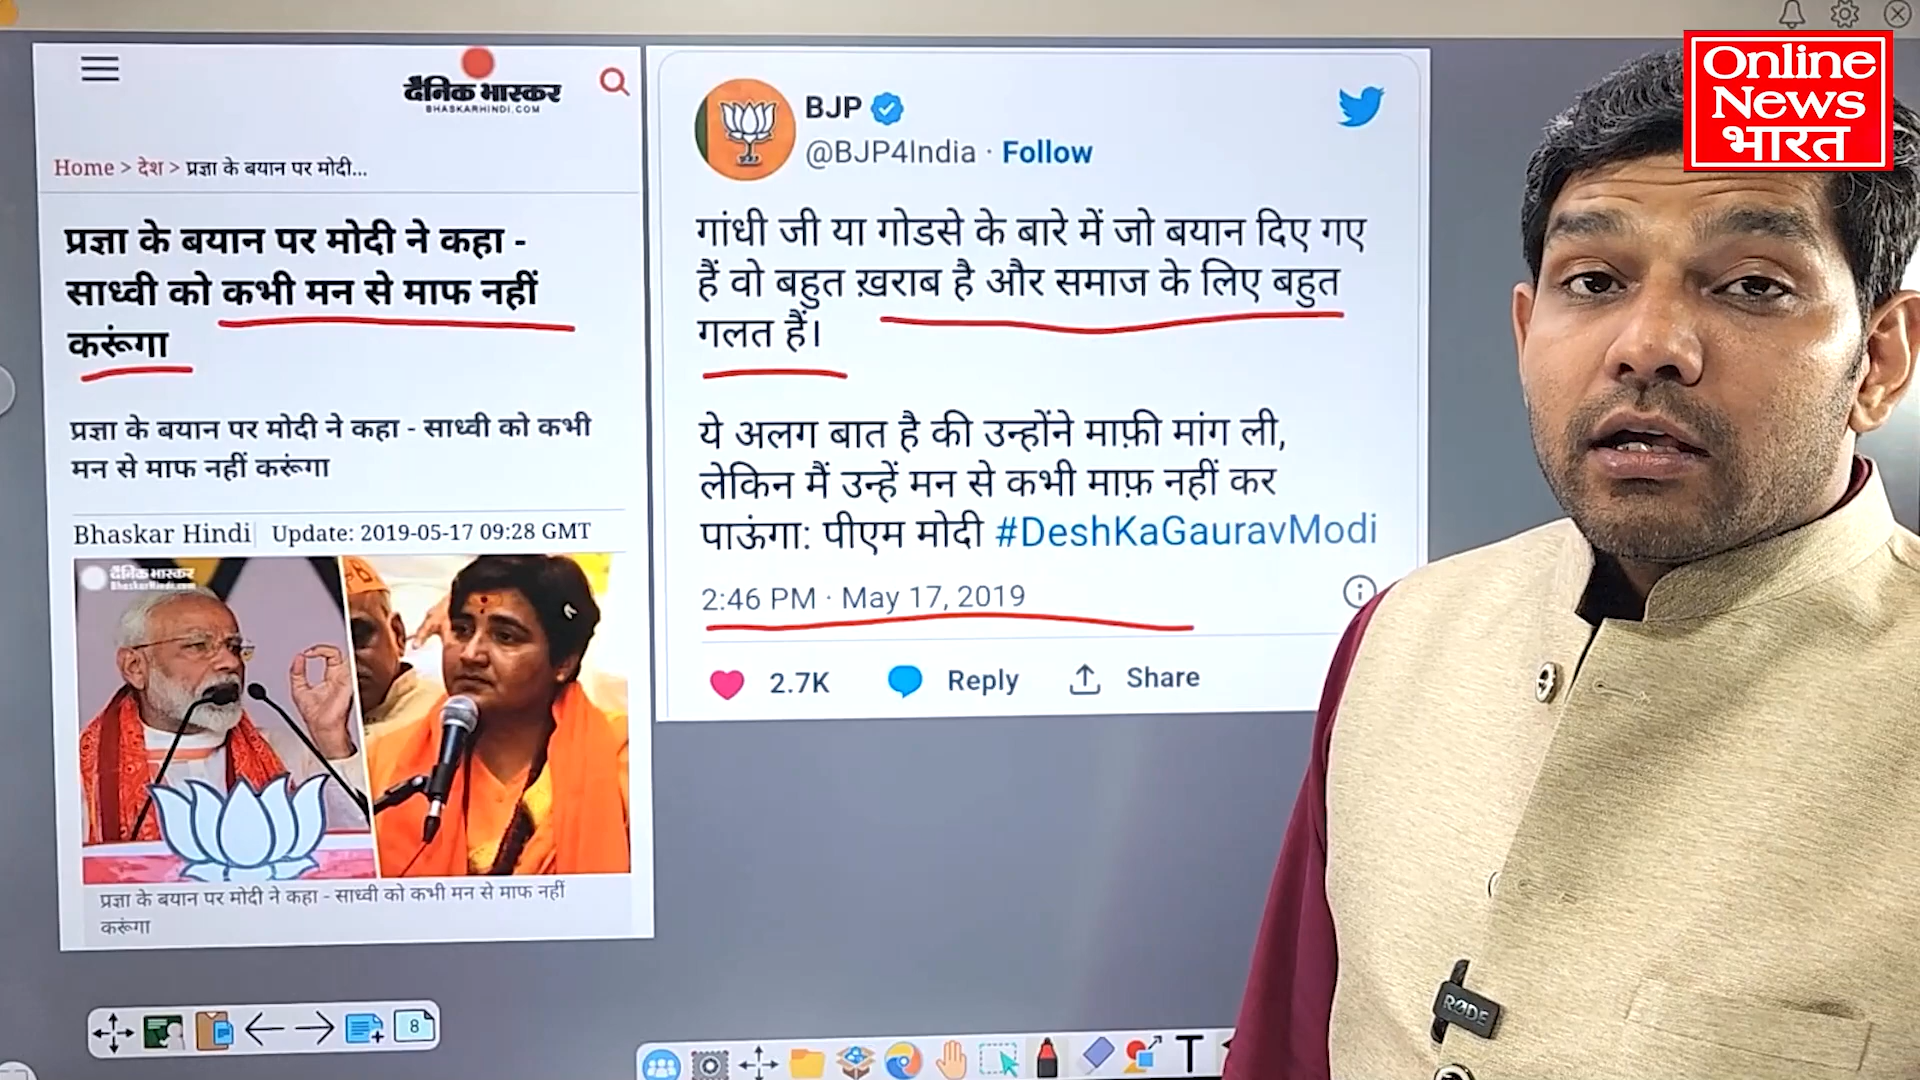 Online
News
भारत
दैनिक भास्कर
BHASKARHINDI.COM
Home > देश > प्रज्ञा के बयान पर मोदी...
प्रज्ञा के बयान पर मोदी ने कहा -
साध्वी को कभी मन से माफ नहीं
करूंगा
प्रज्ञा के बयान पर मोदी ने कहा - साध्वी को कभी
मन से माफ नहीं करूंगा
Bhaskar Hindi| Update: 2019-05-17 09:28 GMT
दैनिक भास्कर
BhaskarHindi.com
प्रज्ञा के बयान पर मोदी ने कहा - साध्वी को कभी मन से माफ नहीं
करूंगा
BJP
@BJP4India · Follow
गांधी जी या गोडसे के बारे में जो बयान दिए गए
हैं वो बहुत ख़राब है और समाज के लिए बहुत
गलत हैं।
ये अलग बात है की उन्होंने माफ़ी मांग ली,
लेकिन मैं उन्हें मन से कभी माफ़ नहीं कर
पाऊंगा: पीएम मोदी #DeshKaGauravModi
2:46 PM · May 17, 2019
2.7K Reply Share
8
T
RØDE